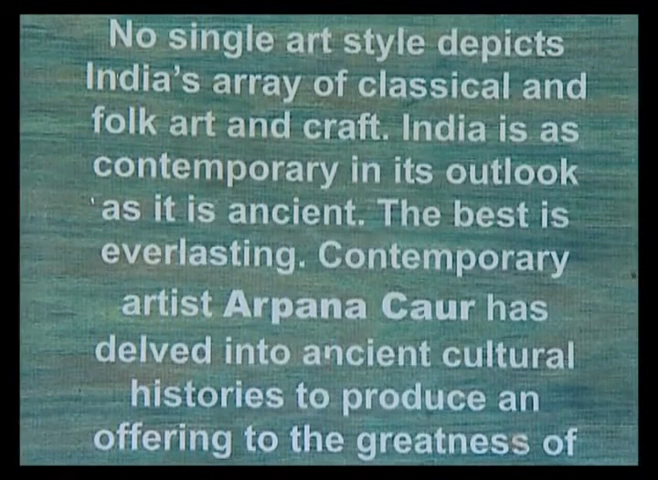 No single art style depicts
India's array of classical and
folk art and craft. India is as
contemporary in its outlook
as it is ancient. The best is
everlasting. Contemporary
artist Arpana Caur has
delved into ancient cultural
histories to produce an
offering to the greatness of